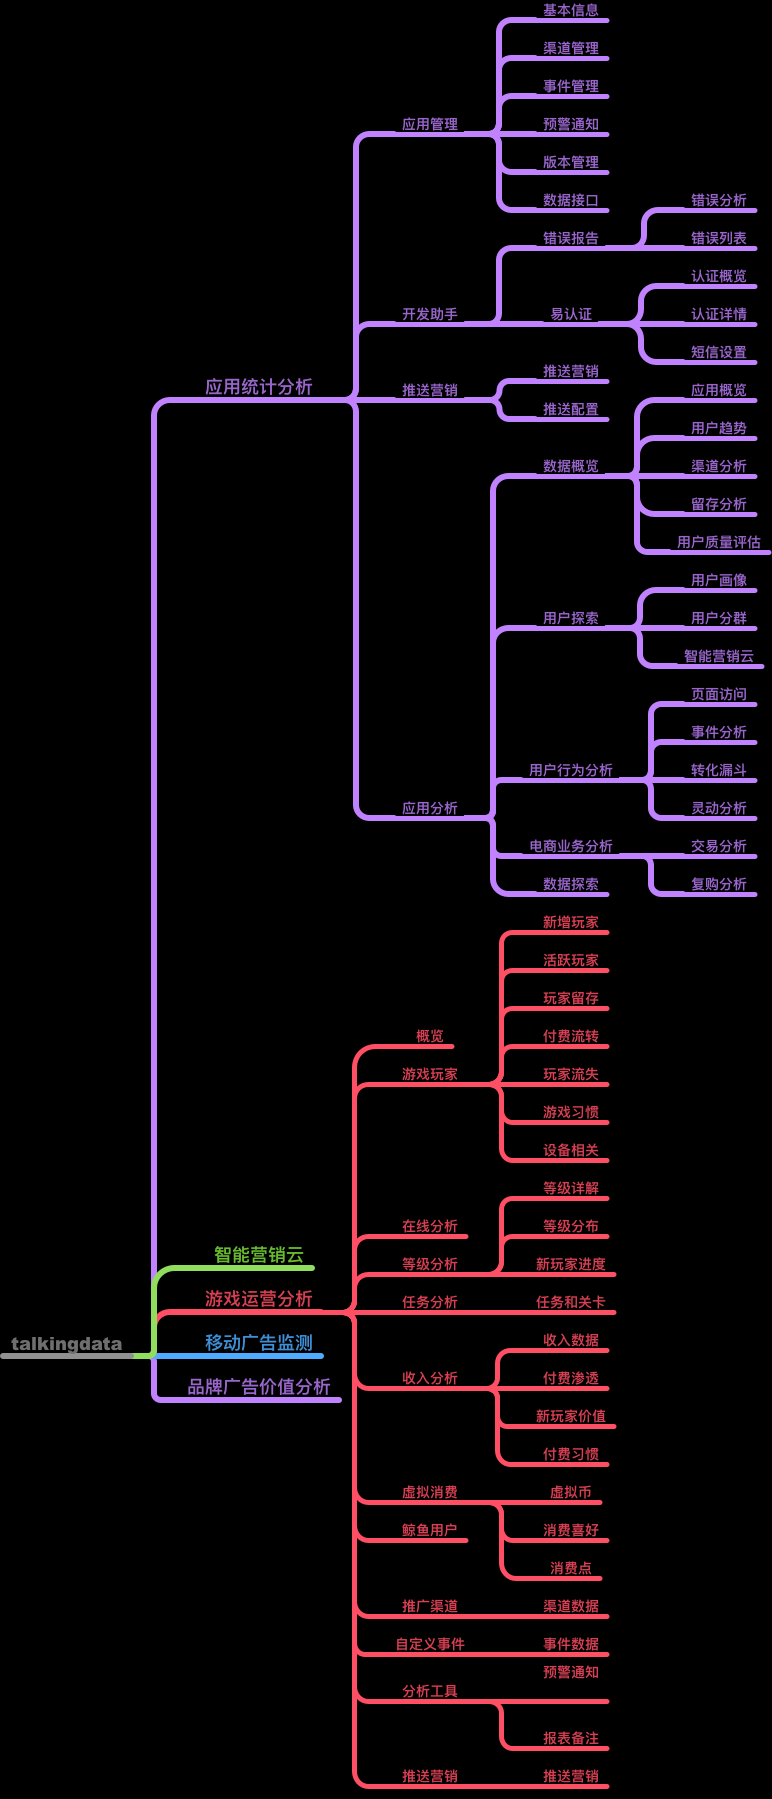 基本信息
渠道管理
事件管理
应用管理
预警通知
版本管理
数据接口
错误分析
错误报告
错误列表
认证概览
开发助手
易认证
认证详情
短信设置
推送营销
应用统计分析
推送营销
应用概览
推送配置
用户趋势
数据概览
渠道分析
留存分析
用户质量评估
用户画像
用户探索
用户分群
智能营销云
页面访问
事件分析
用户行为分析
转化漏斗
应用分析
灵动分析
电商业务分析
交易分析
数据探索
复购分析
新增玩家
活跃玩家
玩家留存
概览
付费流转
游戏玩家
玩家流失
游戏习惯
设备相关
等级详解
在线分析
等级分布
智能营销云
等级分析
新玩家进度
游戏运营分析
任务分析
任务和关卡
talkingdata
移动广告监测
收入数据
品牌广告价值分析
收入分析
付费渗透
新玩家价值
付费习惯
虚拟消费
虚拟币
鲸鱼用户
消费喜好
消费点
推广渠道
渠道数据
自定义事件
事件数据
预警通知
分析工具
报表备注
推送营销
推送营销